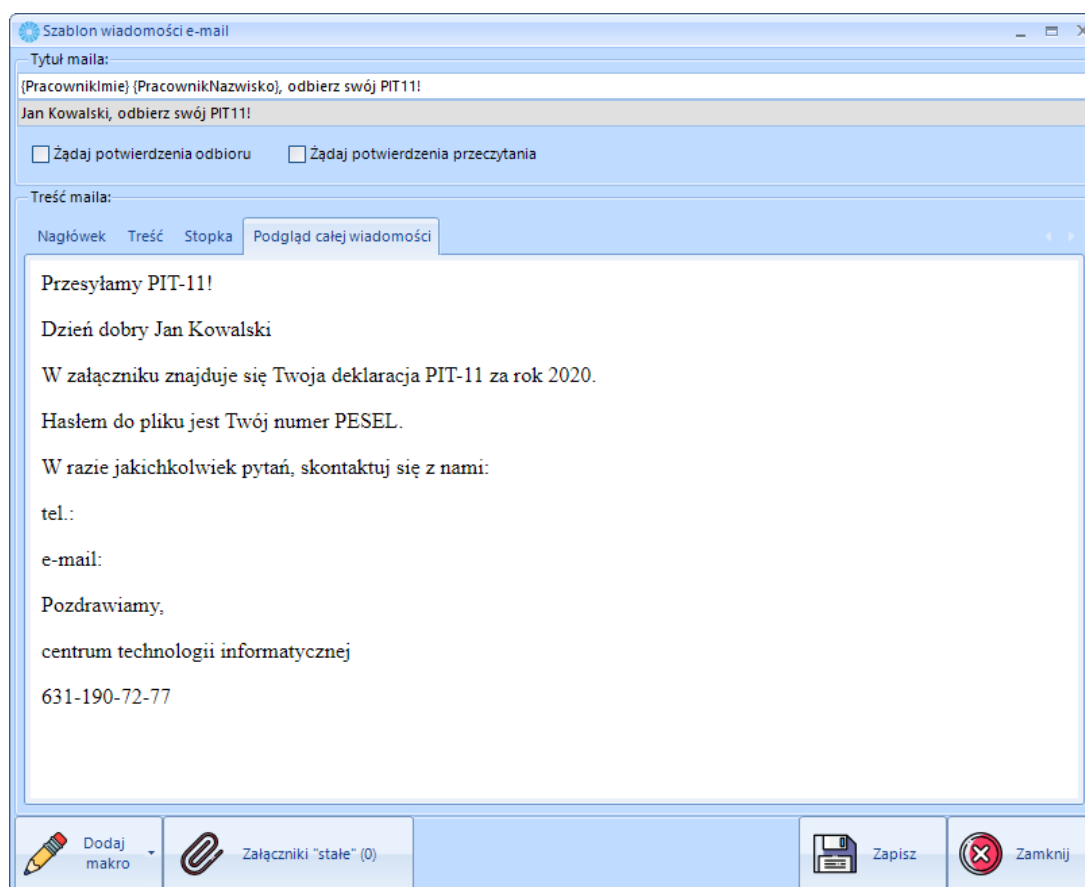 Szablon wiadomości e-mail
Tytuł maila:
{PracownikImie} {PracownikNazwisko}, odbierz swój PIT11!
Jan Kowalski, odbierz swój PIT11!
Żądaj potwierdzenia odbioru Żądaj potwierdzenia przeczytania
Treść maila:
Nagłówek Treść Stopka Podgląd całej wiadomości
Przesyłamy PIT-11!
Dzień dobry Jan Kowalski
W załączniku znajduje się Twoja deklaracja PIT-11 za rok 2020.
Hasłem do pliku jest Twój numer PESEL.
W razie jakichkolwiek pytań, skontaktuj się z nami:
tel.:
e-mail:
Pozdrawiamy,
centrum technologii informatycznej
631-190-72-77
Dodaj
makro
Załączniki "stałe" (0)
Zapisz
Zamknij